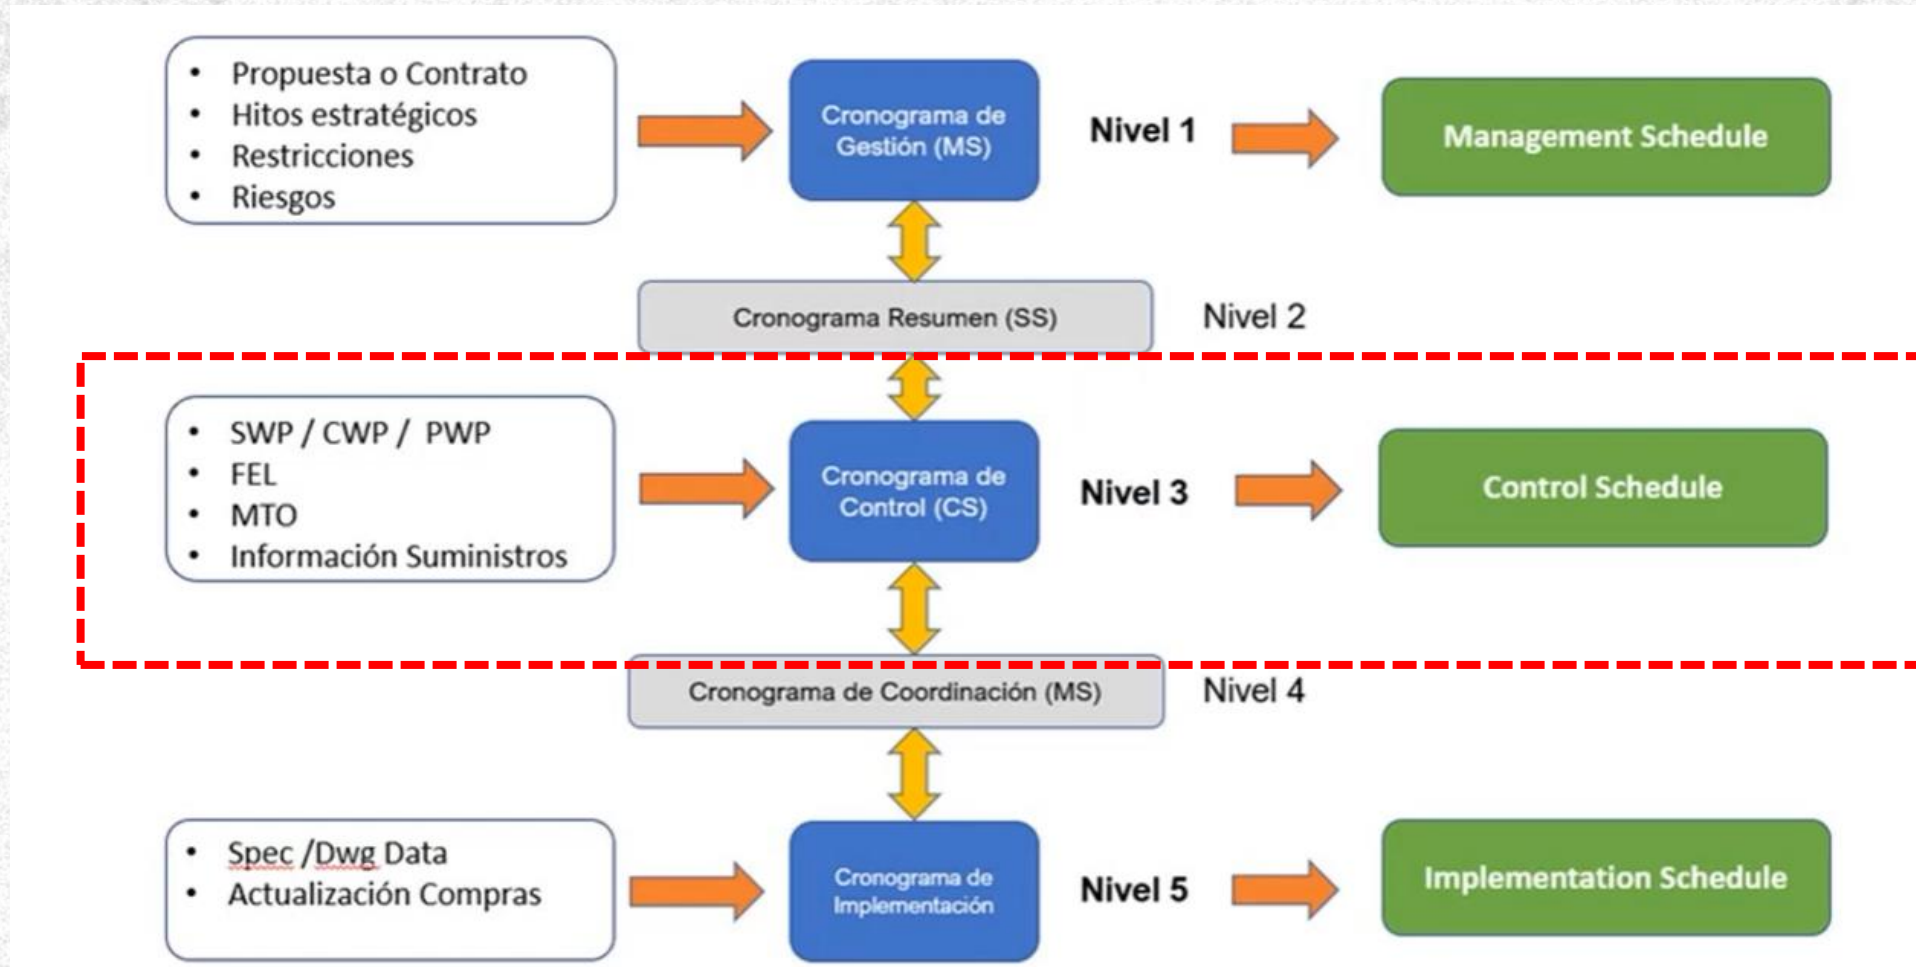 • Propuesta o Contrato
• Hitos estratégicos
• Restricciones
• Riesgos
Cronograma de
Gestión (MS)
Nivel 1
Management Schedule
Cronograma Resumen (SS)
Nivel 2
• SWP / CWP / PWP
• FEL
• MTO
• Información Suministros
Cronograma de
Control (CS)
Nivel 3
Control Schedule
Cronograma de Coordinación (MS)
Nivel 4
• Spec /Dwg Data
• Actualización Compras
Cronograma de
Implementación
Nivel 5
Implementation Schedule